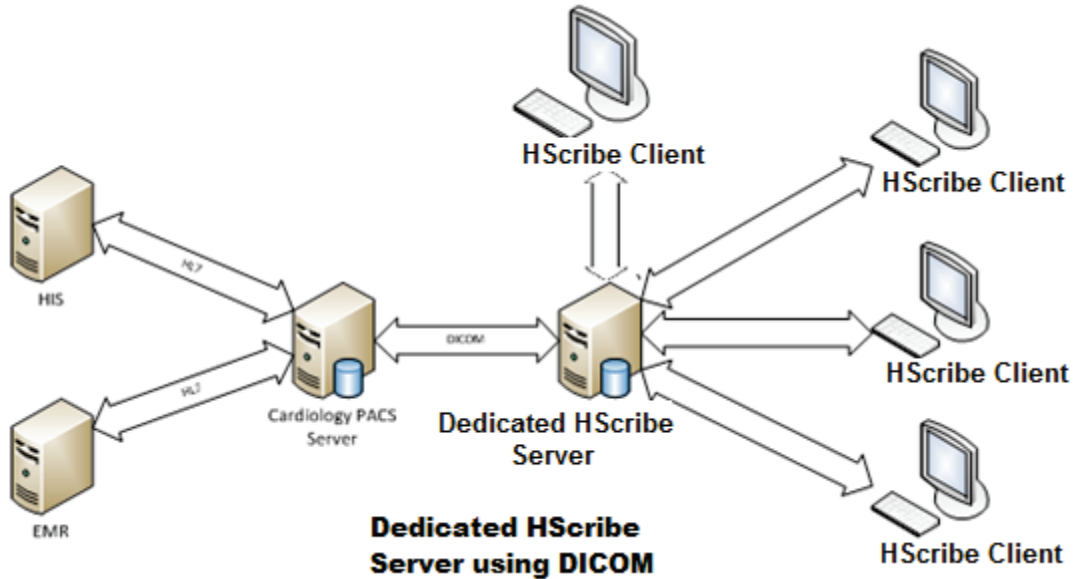 HScribe Client
HScribe Client
HL7
HIS
DICOM
HScribe Client
HL7
Cardiology PACS
Server
Dedicated HScribe
Server
EMR
Dedicated HScribe
Server using DICOM
HScribe Client